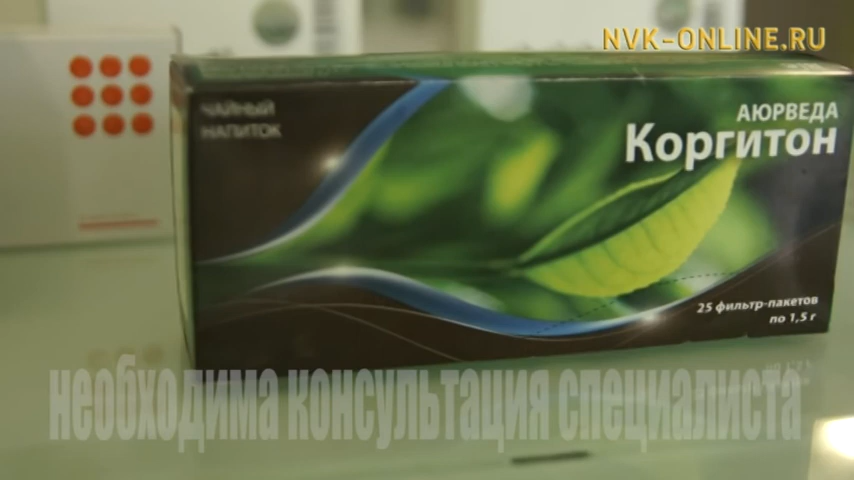 NVK-ONLINE.RU
ЧАЙНЫЙ
НАПИТОК
АЮРВЕДА
Коргитон
25 фильтр-пакетов
по 1,5 г
необходима консультация специалиста